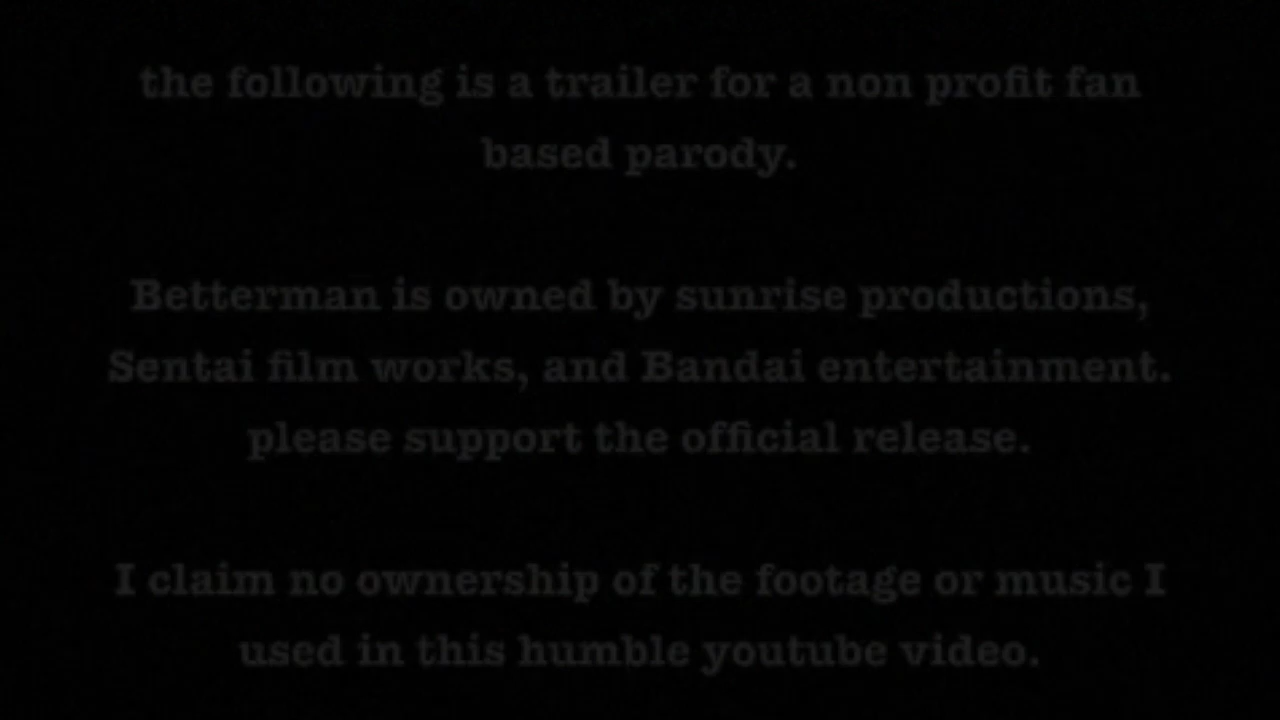 the following is a trailer for a non profit fan
based parody.
Betterman is owned by sunrise productions,
Sentai film works, and Bandai entertainment.
please support the official release.
I claim no ownership of the footage or music I
used in this humble youtube video.